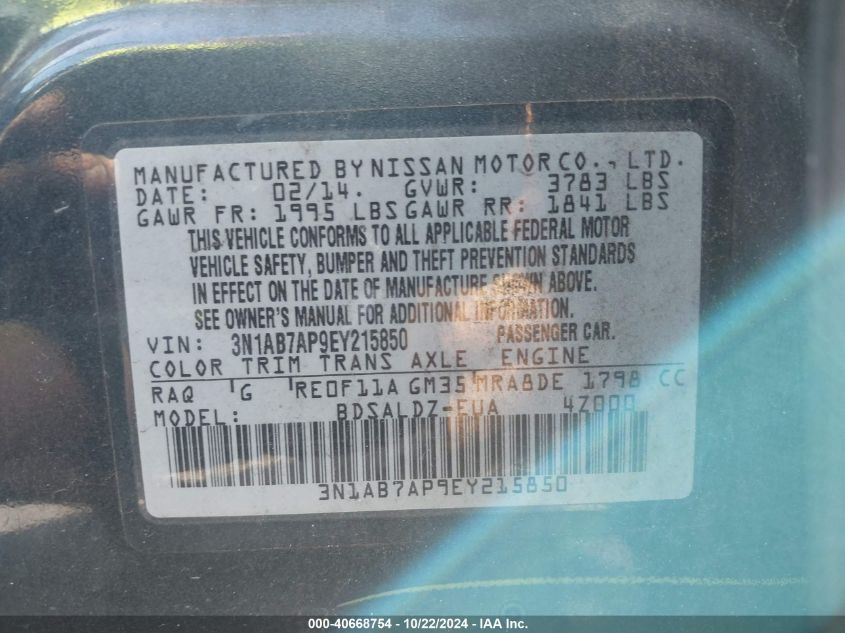 MANUFACTURED BY NISSAN MOTOR CO., LTD.
DATE: 02/14. GVWR: 3783 LBS
GAWR FR: 1995 LBS GAWR RR: 1841 LBS
THIS VEHICLE CONFORMS TO ALL APPLICABLE FEDERAL MOTOR
VEHICLE SAFETY, BUMPER AND THEFT PREVENTION STANDARDS
IN EFFECT ON THE DATE OF MANUFACTURE SHOWN ABOVE.
SEE OWNER'S MANUAL FOR ADDITIONAL INFORMATION.
VIN: 3N1AB7AP9EY215850 PASSENGER CAR.
COLOR TRIM TRANS AXLE ENGINE
RAQ G RE0F11A GM35 MRA8DE 1798 CC
MODEL: BDSALDZ-EUA 4Z000
3N1AB7AP9EY215850
000-40668754 - 10/22/2024 - IAA Inc.